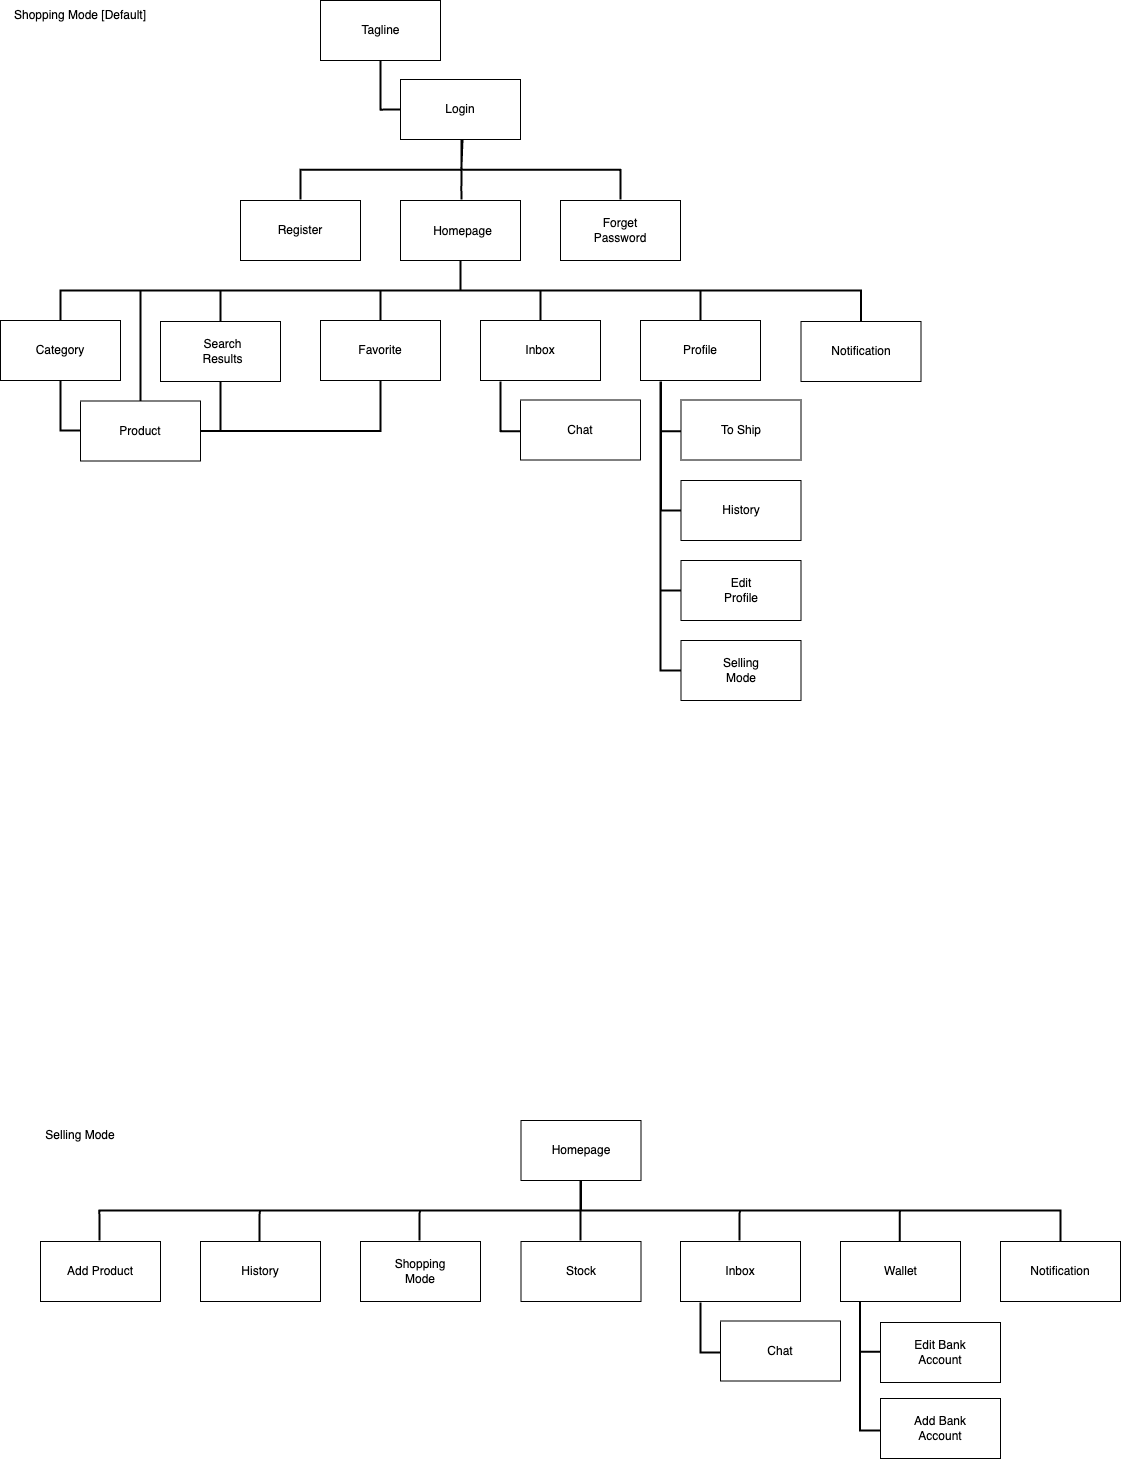 Shopping Mode [Default]
Tagline
Login
Register
Homepage
Forget
Password
Category
Search
Results
Favorite
Inbox
Profile
Notification
Product
Chat
To Ship
History
Edit
Profile
Selling
Mode
Selling Mode
Homepage
Add Product
History
Shopping
Mode
Stock
Inbox
Wallet
Notification
Chat
Edit Bank
Account
Add Bank
Account